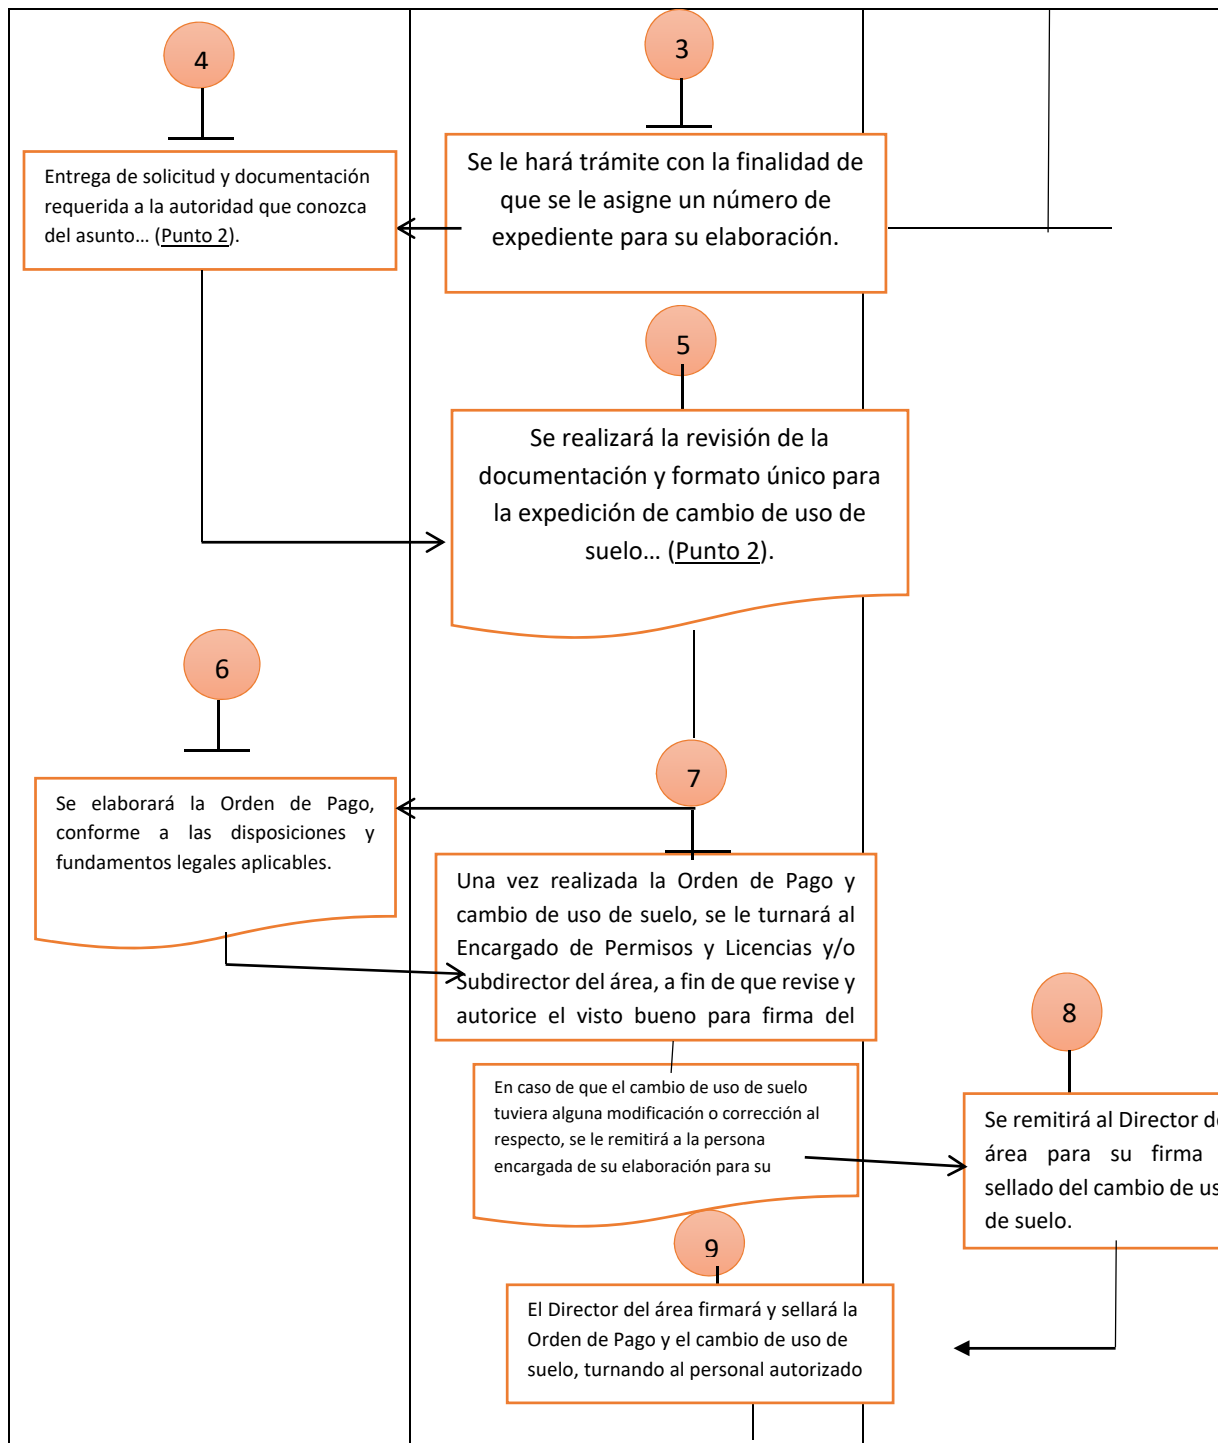 4
Entrega de solicitud y documentación
requerida a la autoridad que conozca
del asunto... (Punto 2).
3
Se le hará trámite con la finalidad de
que se le asigne un número de
expediente para su elaboración.
5
Se realizará la revisión de la
documentación y formato único para
la expedición de cambio de uso de
suelo... (Punto 2).
6
Se elaborará la Orden de Pago,
conforme a las disposiciones y
fundamentos legales aplicables.
7
Una vez realizada la Orden de Pago y
cambio de uso de suelo, se le turnará al
Encargado de Permisos y Licencias y/o
Subdirector del área, a fin de que revise y
autorice el visto bueno para firma del
En caso de que el cambio de uso de suelo
tuviera alguna modificación o corrección al
respecto, se le remitirá a la persona
encargada de su elaboración para su
8
Se remitirá al Director de
área para su firma
sellado del cambio de us
de suelo.
9
El Director del área firmará y sellará la
Orden de Pago y el cambio de uso de
suelo, turnando al personal autorizado